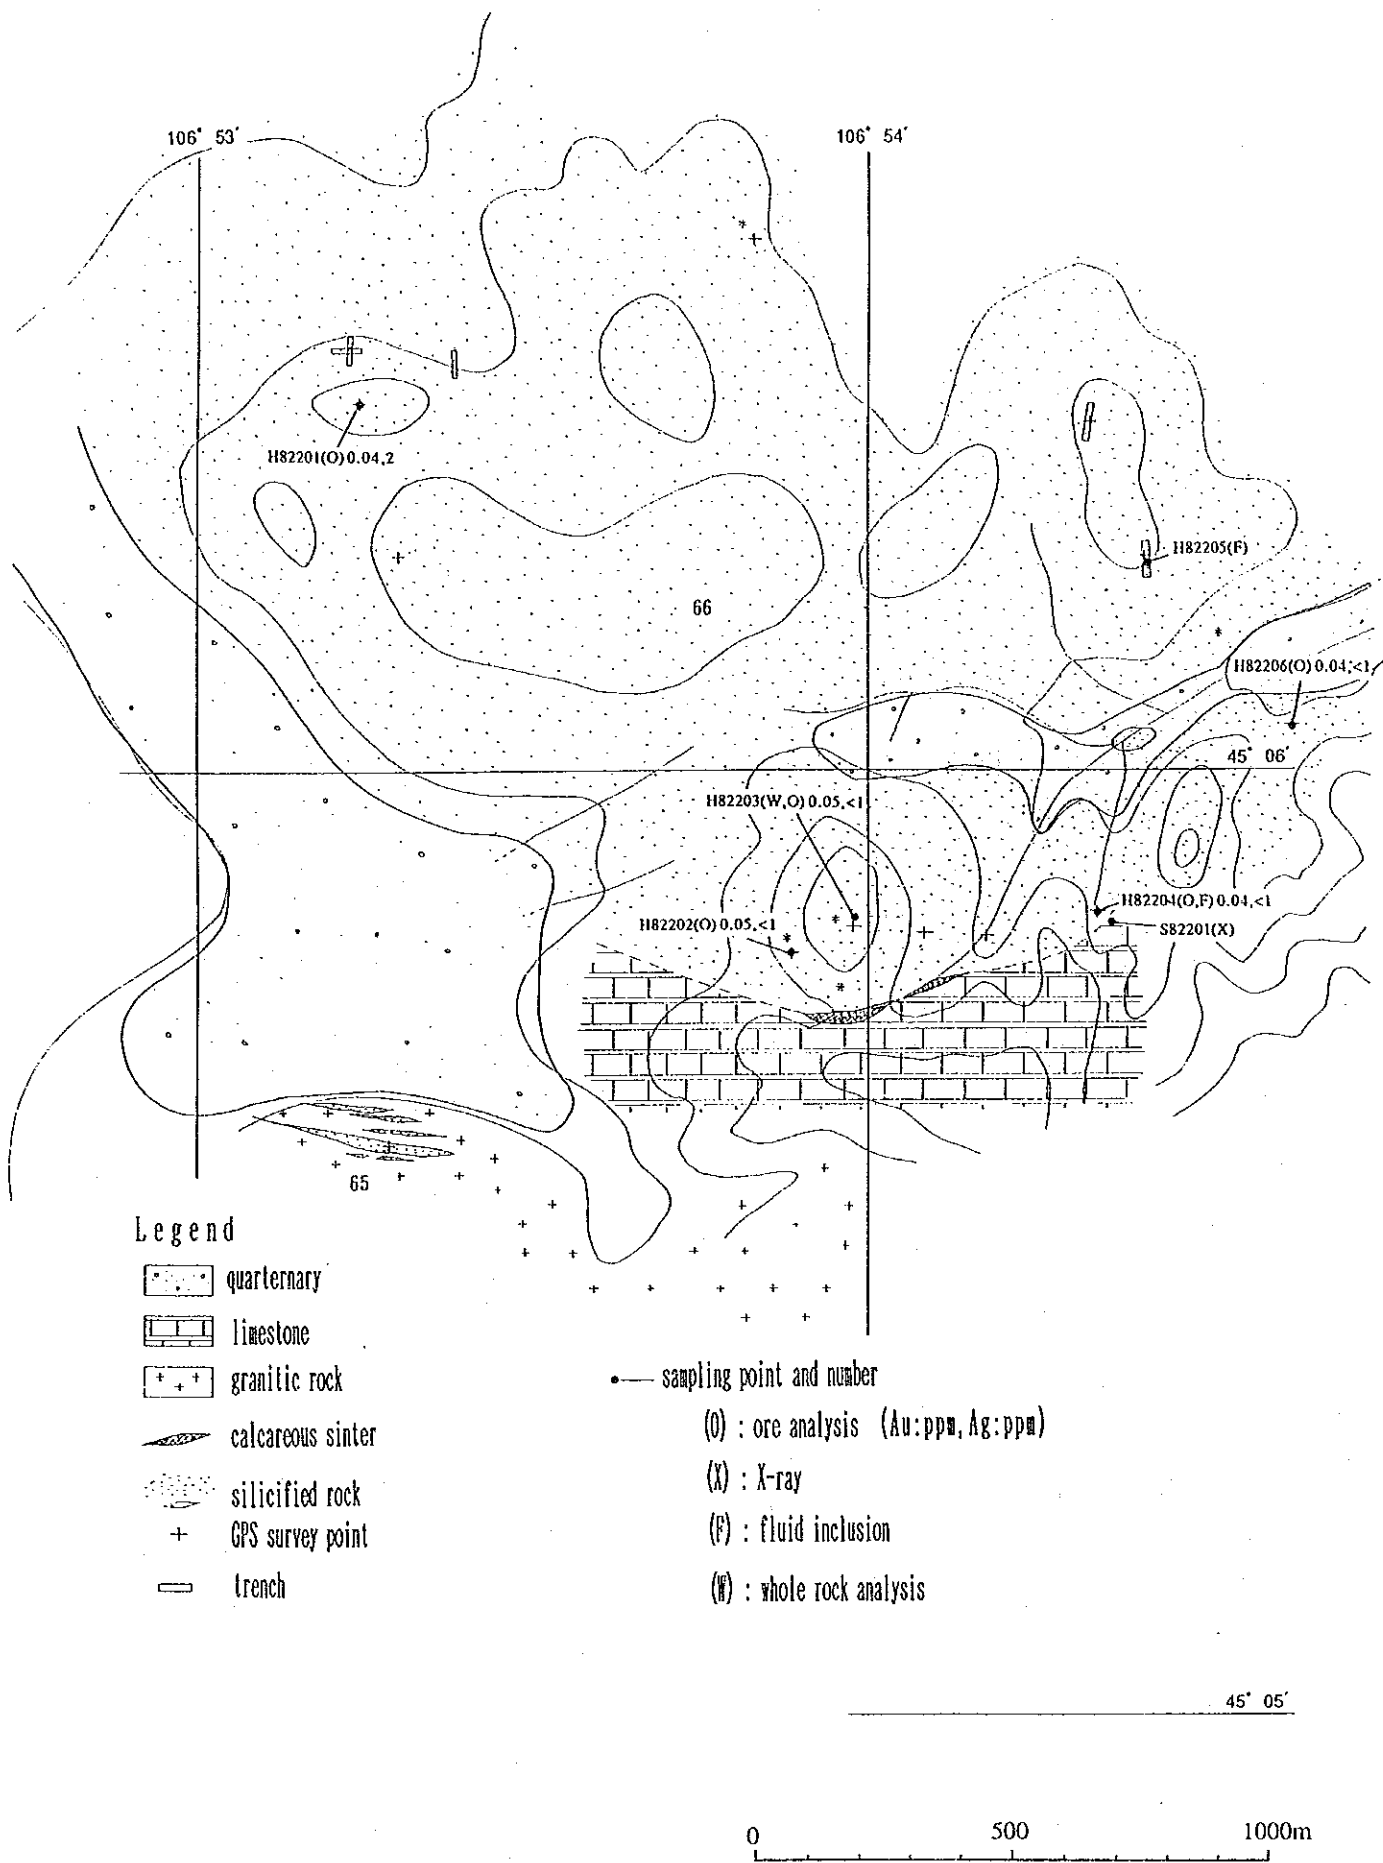 106° 53′
106° 54′
H82201(O)0.04,2
H82205(F)
66
H82206(O)0.04,<1
45° 06′
H82203(W,O)0.05,<1
H82204(O,F)0.04,<1
H82202(O)0.05,<1
S82201(X)
65
Legend
quarternary
limestone
granitic rock
calcareous sinter
silicified rock
GPS survey point
trench
sampling point and number
(O) : ore analysis (Au:ppm, Ag:ppm)
(X) : X-ray
(F) : fluid inclusion
(W) : whole rock analysis
45° 05′
0 500 1000m